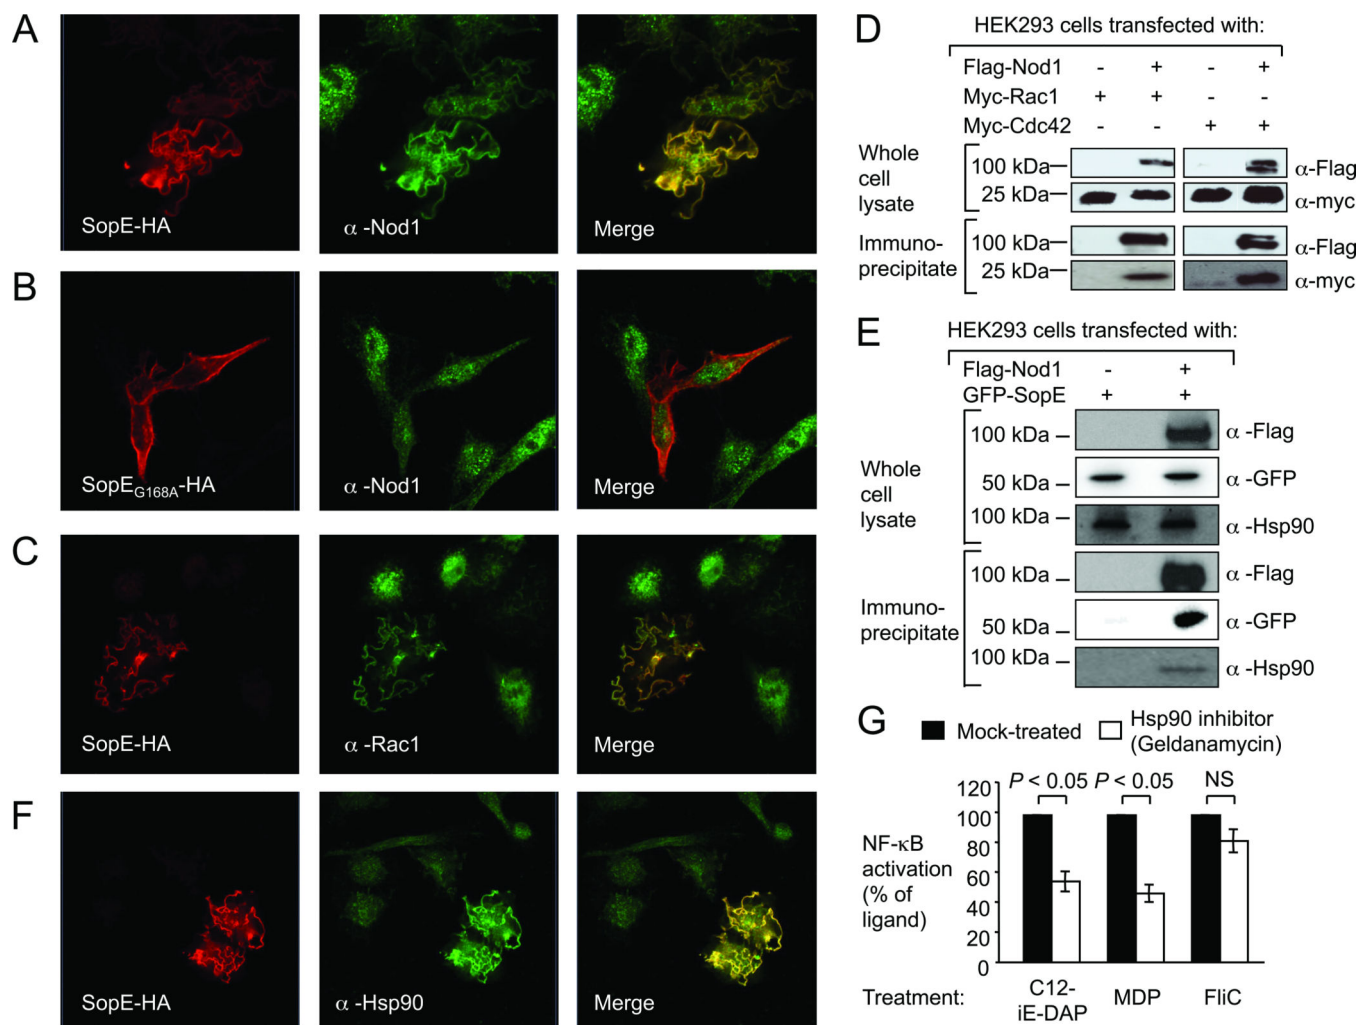 A
SopE-HA
α -Nod1
Merge
B
SopEG168A-HA
α -Nod1
Merge
C
SopE-HA
α -Rac1
Merge
F
SopE-HA
α -Hsp90
Merge
D
HEK293 cells transfected with:
Flag-Nod1 - + - +
Myc-Rac1 + + - -
Myc-Cdc42 - - + +
Whole cell lysate
100 kDa α-Flag
25 kDa α-myc
Immuno-precipitate
100 kDa α-Flag
25 kDa α-myc
E
HEK293 cells transfected with:
Flag-Nod1 - +
GFP-SopE + +
Whole cell lysate
100 kDa α -Flag
50 kDa α -GFP
100 kDa α -Hsp90
Immuno-precipitate
100 kDa α -Flag
50 kDa α -GFP
100 kDa α -Hsp90
G
Mock-treated
Hsp90 inhibitor
(Geldanamycin)
P < 0.05 P < 0.05 NS
NF-κB
activation
(% of
ligand)
120
100
80
60
40
20
0
Treatment: C12-iE-DAP MDP FliC